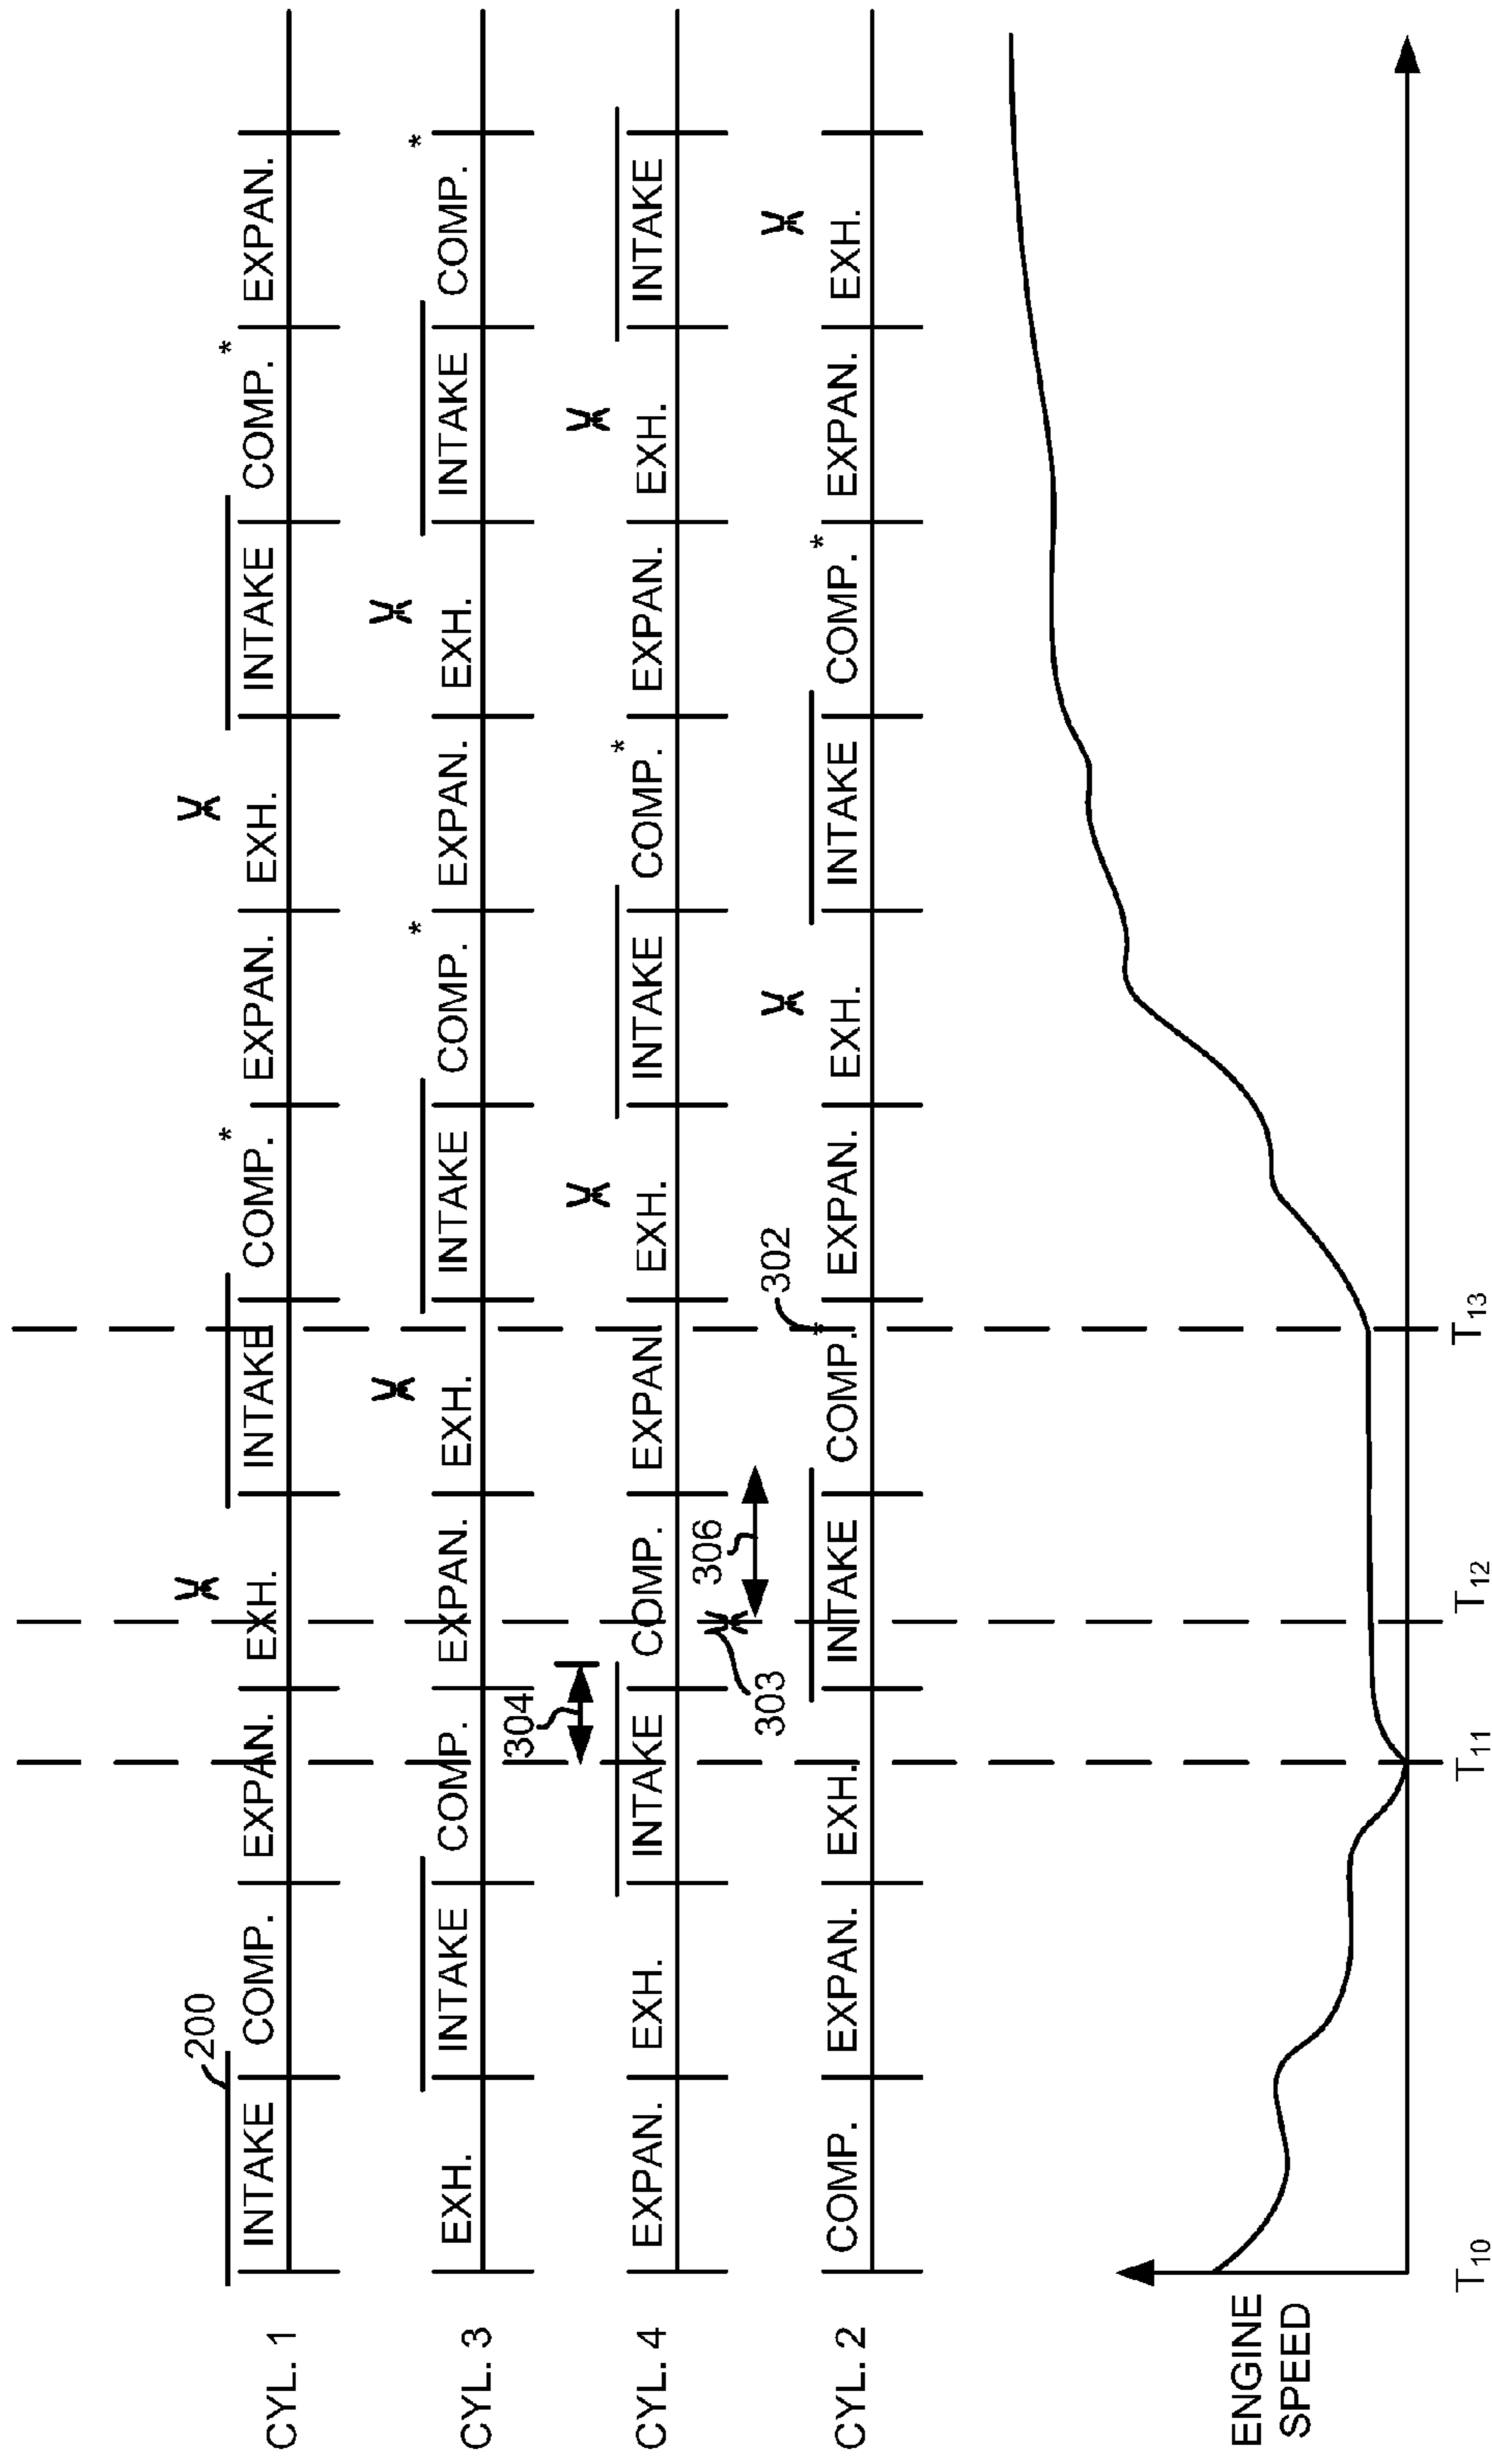 200
CYL. 1 INTAKE COMP. EXPAN. EXH. INTAKE COMP.* EXPAN. EXH. INTAKE COMP.* EXPAN.
CYL. 3 EXH. INTAKE COMP. EXPAN. EXH. INTAKE COMP.* EXPAN. EXH. INTAKE COMP.*
304
CYL. 4 EXPAN. EXH. INTAKE COMP. EXPAN EXH. INTAKE COMP.* EXPAN. EXH. INTAKE
303 306 302
CYL. 2 COMP. EXPAN. EXH. INTAKE COMP.* EXPAN. EXH. INTAKE COMP.* EXPAN. EXH.
ENGINE
SPEED
T10 T11 T12 T13